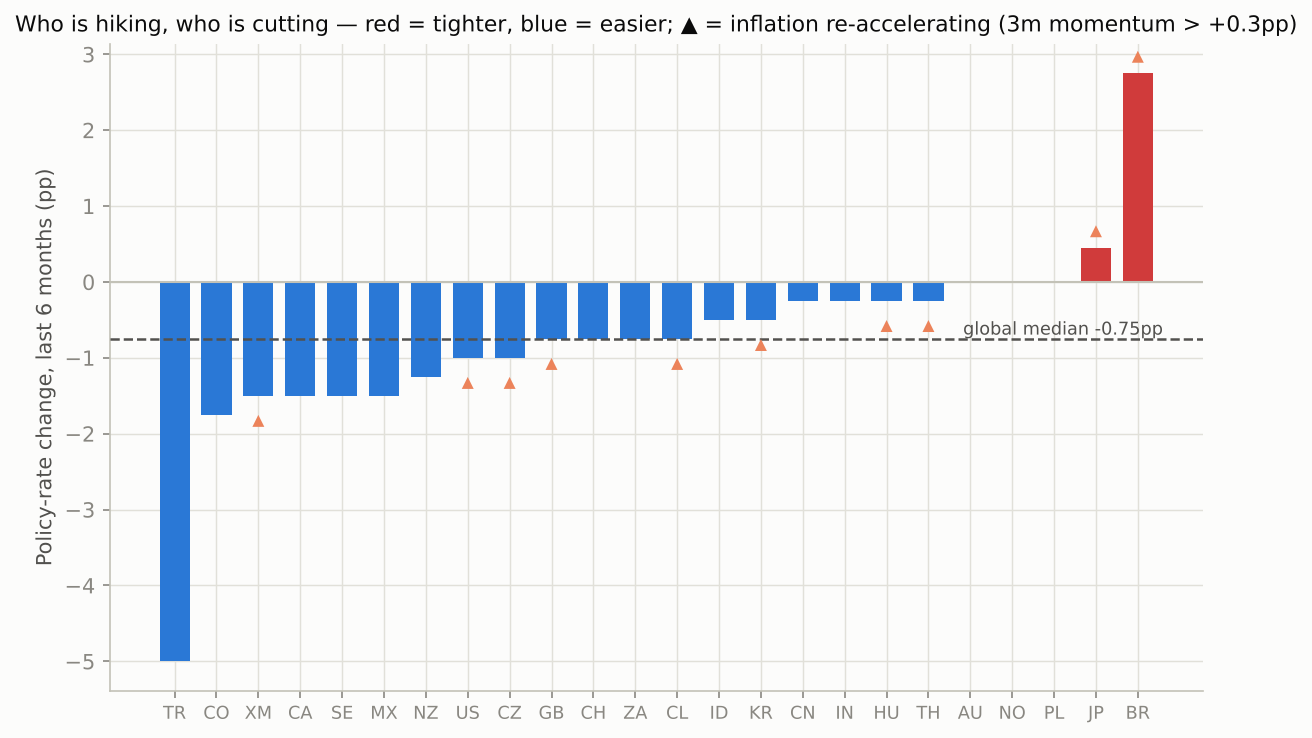 Who is hiking, who is cutting — red = tighter, blue = easier; ▲ = inflation re-accelerating (3m momentum > +0.3pp)
Policy-rate change, last 6 months (pp)
3
2
1
0
−1
−2
−3
−4
−5
global median -0.75pp
TR CO XM CA SE MX NZ US CZ GB CH ZA CL ID KR CN IN HU TH AU NO PL JP BR